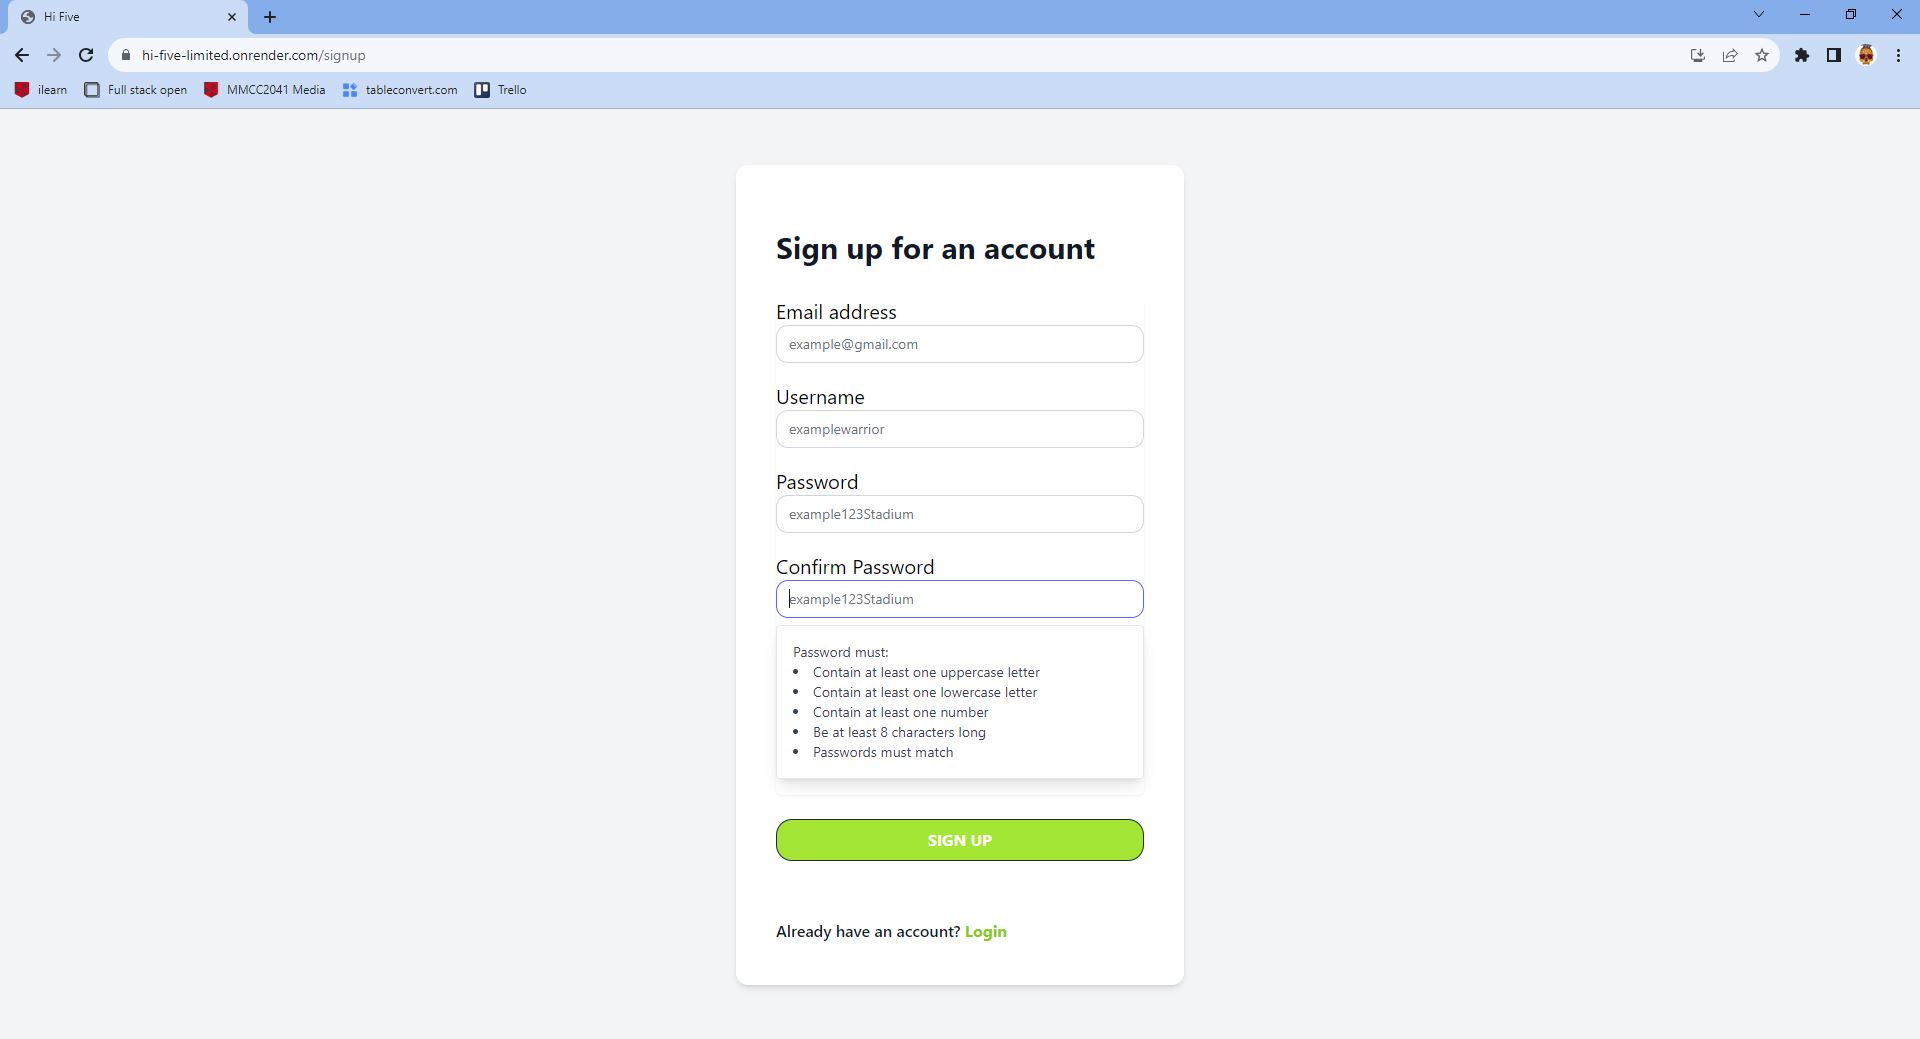 Hi Five
hi-five-limited.onrender.com/signup
ilearn
Full stack open
MMCC2041 Media
tableconvert.com
Trello
Sign up for an account
Email address
example@gmail.com
Username
examplewarrior
Password
example123Stadium
Confirm Password
example123Stadium
Password must:
• Contain at least one uppercase letter
• Contain at least one lowercase letter
• Contain at least one number
• Be at least 8 characters long
• Passwords must match
SIGN UP
Already have an account? Login